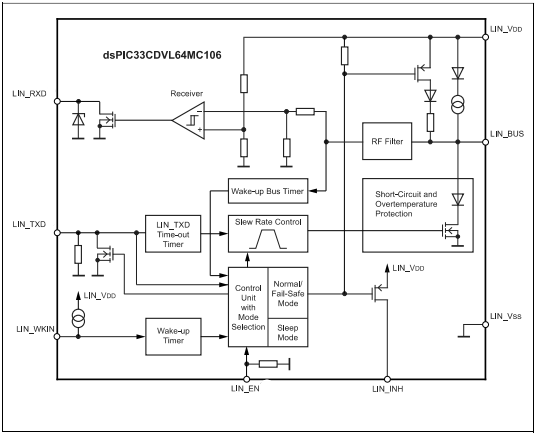 LIN_VDD
dsPIC33CDVL64MC106
LIN_RXD
Receiver
−
+
RF Filter
LIN_BUS
Wake-up Bus Timer
Short-Circuit and
Overtemperature
Protection
LIN_TXD
LIN_TXD
Time-out
Timer
Slew Rate Control
LIN_VDD
Control
Unit
with
Mode
Selection
Normal/
Fail-Safe
Mode
Sleep
Mode
LIN_VDD
LIN_WKIN
Wake-up
Timer
LIN_VSS
LIN_EN
LIN_INH